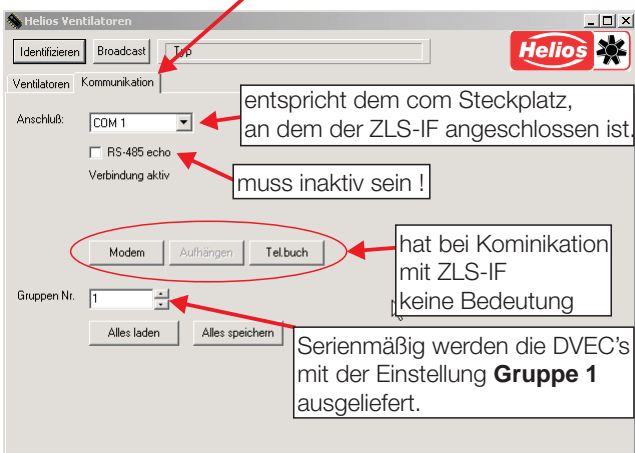 Helios Ventilatoren
Identifizieren Broadcast Typ
Helios
Ventilatoren Kommunikation
entspricht dem com Steckplatz,
an dem der ZLS-IF angeschlossen ist.
Anschluß: COM 1
RS-485 echo
Verbindung aktiv
muss inaktiv sein !
Modem Aufhängen Tel.buch
hat bei Kominikation
mit ZLS-IF
keine Bedeutung
Gruppen Nr. 1
Alles laden Alles speichern
Serienmäßig werden die DVEC's
mit der Einstellung Gruppe 1
ausgeliefert.